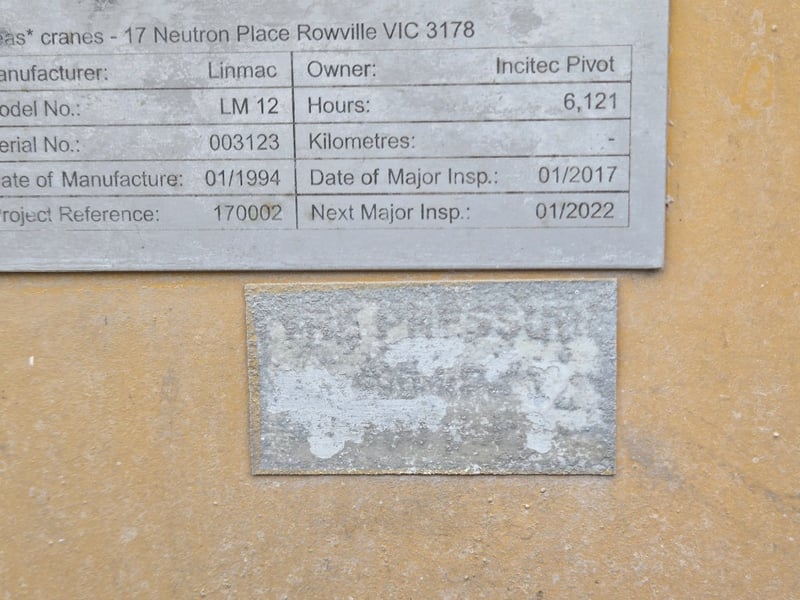 eas* cranes - 17 Neutron Place Rowville VIC 3178
anufacturer: Linmac Owner: Incitec Pivot
odel No.: LM 12 Hours: 6,121
erial No.: 003123 Kilometres: -
ate of Manufacture: 01/1994 Date of Major Insp.: 01/2017
roject Reference: 170002 Next Major Insp.: 01/2022